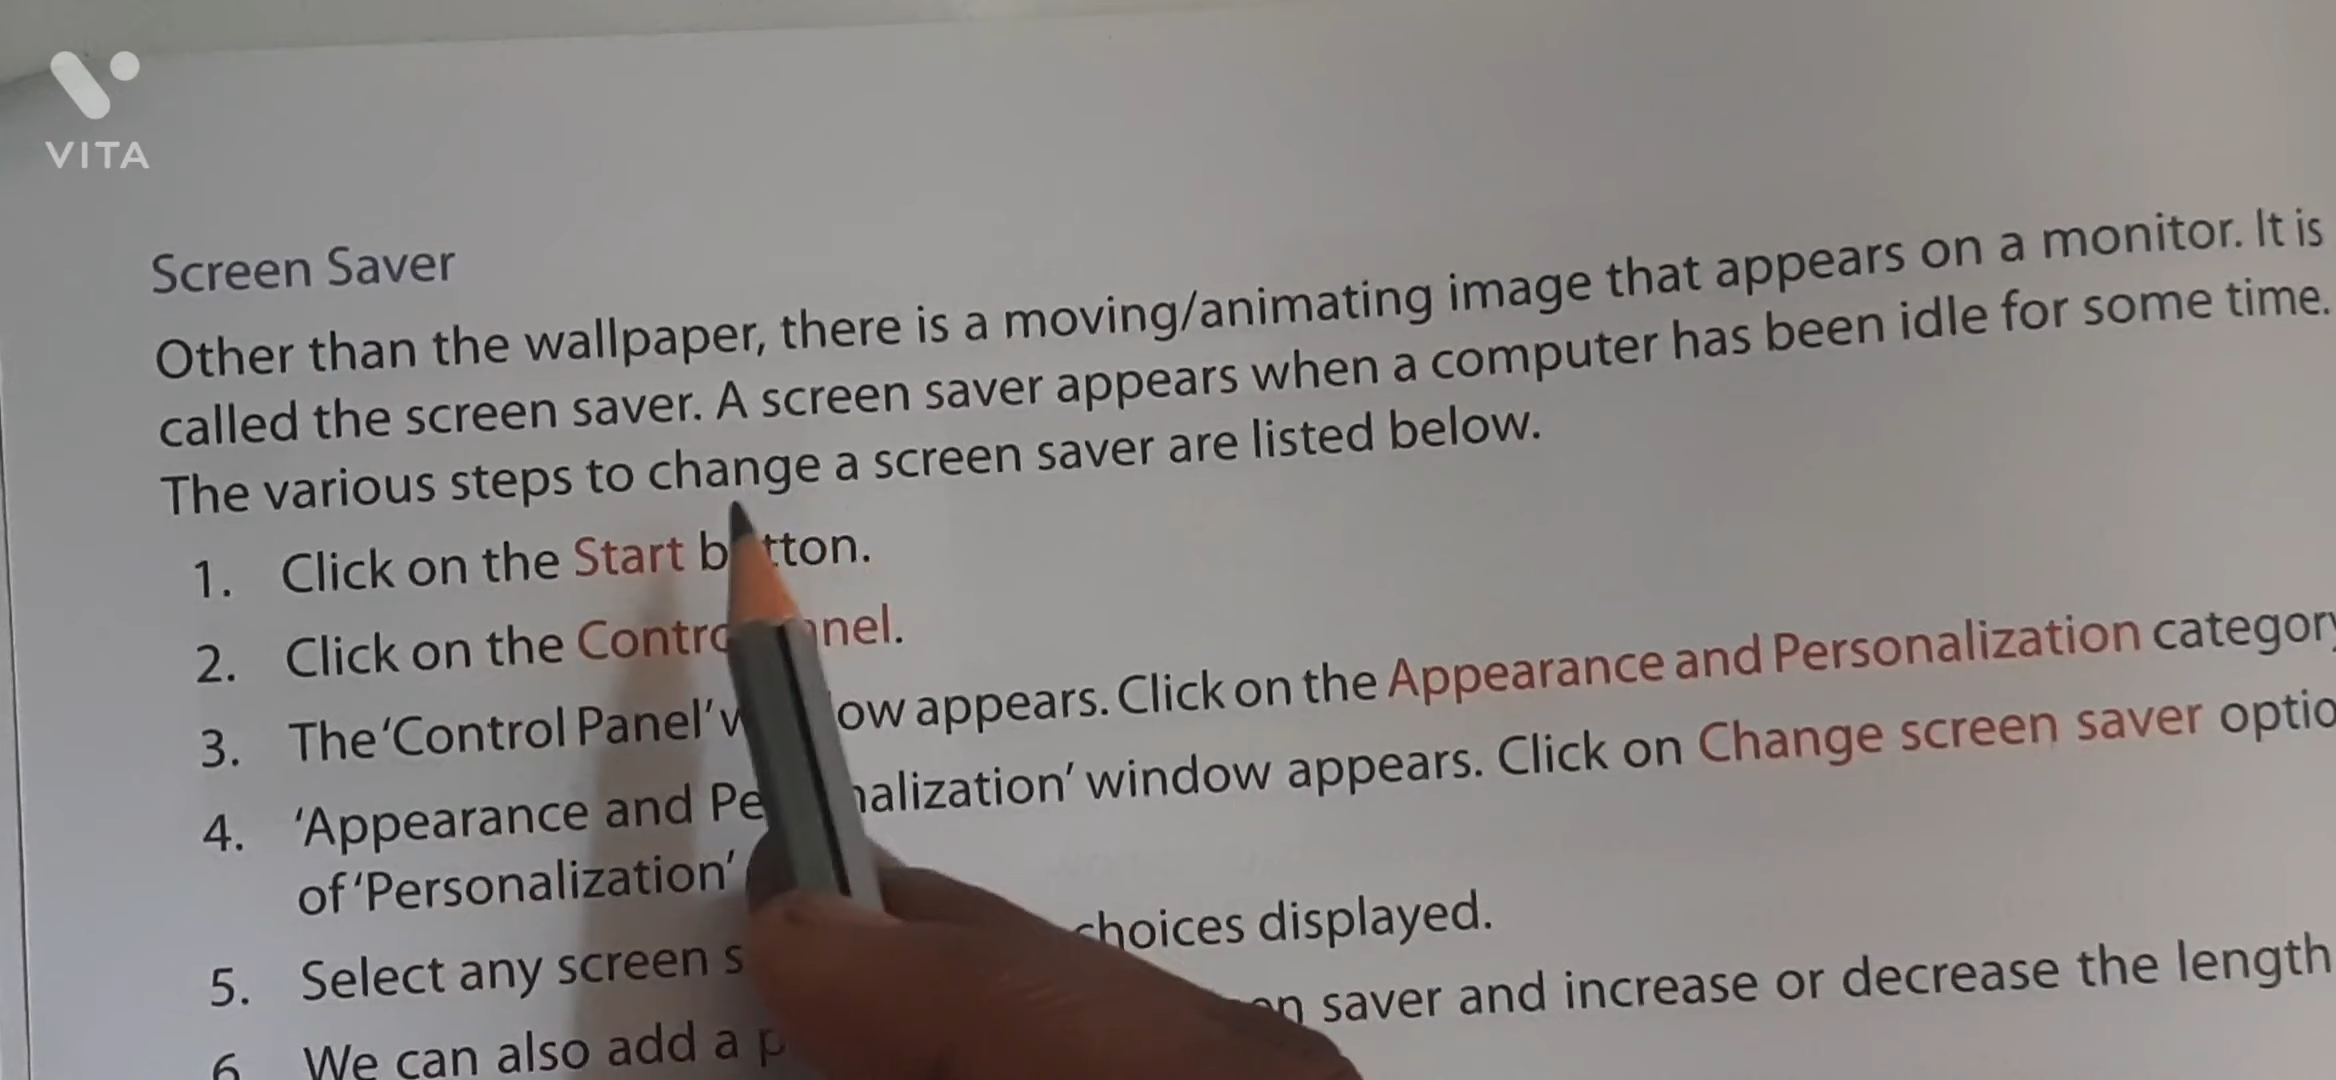 VITA
Screen Saver
Other than the wallpaper, there is a moving/animating image that appears on a monitor. It is
called the screen saver. A screen saver appears when a computer has been idle for some time.
The various steps to change a screen saver are listed below.
1. Click on the Start button.
2. Click on the
3. The 'Control Panel' appears. Click on the Appearance and Personalization
4. 'Appearance and window appears. Click on Change screen saver
of 'Personalization'
5. Select any screen choices displayed.
6. We can also add a saver and increase or decrease the length